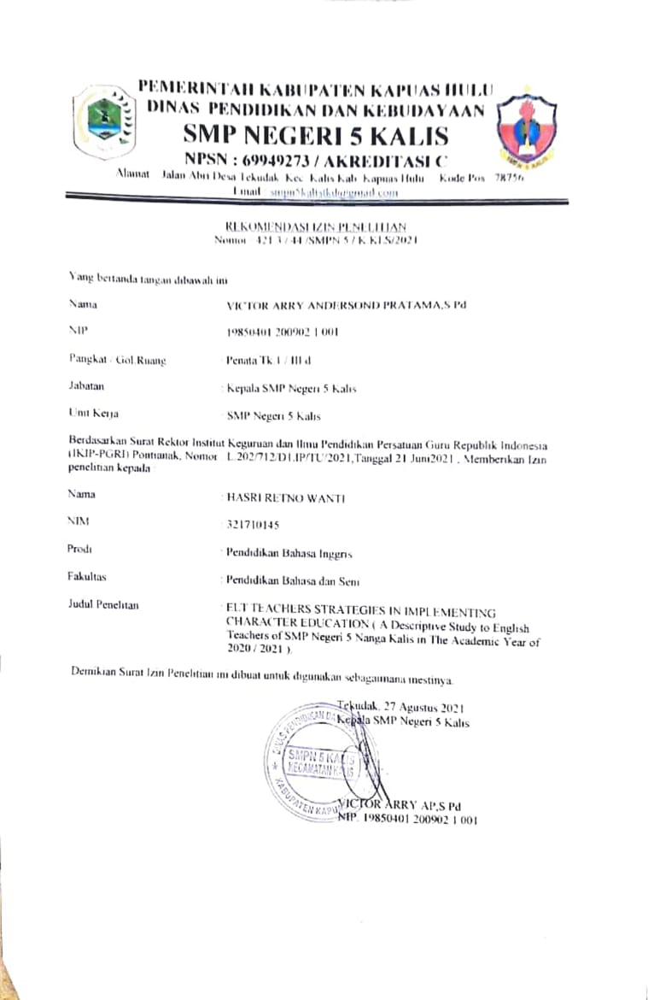 PEMERINTAH KABUPATEN KAPUAS HULU
DINAS PENDIDIKAN DAN KEBUDAYAAN
SMP NEGERI 5 KALIS
NPSN : 69949273 / AKREDITASI C
Alamat Jalan Abri Desa Tekudak Kec Kalis Kab Kapuas Hulu Kode Pos 78756
Email
REKOMENDASI IZIN PENELITIAN
Nomor 421 3 / 44 /SMPN 5 / K.KLS/2021
Yang bertanda tangan dibawah ini
Nama VICTOR ARRY ANDERSOND PRATAMA,S Pd
NIP 19850401 200902 1 001
Pangkat / Gol.Ruang : Penata Tk 1 / III d
Jabatan : Kepala SMP Negeri 5 Kalis
Unit Kerja : SMP Negeri 5 Kalis
Berdasarkan Surat Rektor Institut Keguruan dan Ilmu Pendidikan Persatuan Guru Republik Indonesia
(IKIP-PGRI) Pontianak, Nomor L.202/712/D1.IP/TU/2021,Tanggal 21 Juni2021 , Memberikan Izin
penelitian kepada
Nama : HASRI RETNO WANTI
NIM : 321710145
Prodi : Pendidikan Bahasa Inggris
Fakultas : Pendidikan Bahasa dan Seni
Judul Penelitan : ELT TEACHERS STRATEGIES IN IMPLEMENTING
CHARACTER EDUCATION ( A Descriptive Study to English
Teachers of SMP Negeri 5 Nanga Kalis in The Academic Year of
2020 / 2021 ).
Demikian Surat Izin Penelitian ini dibuat untuk digunakan sebagaimana mestinya.
Tekudak, 27 Agustus 2021
Kepala SMP Negeri 5 Kalis
DINAS PENDIDIKAN DA
SMPN 5 KALIS
KECAMATAN KALIS
KABUPATEN KAPU
VICTOR ARRY AP,S Pd
NIP. 19850401 200902 1 001